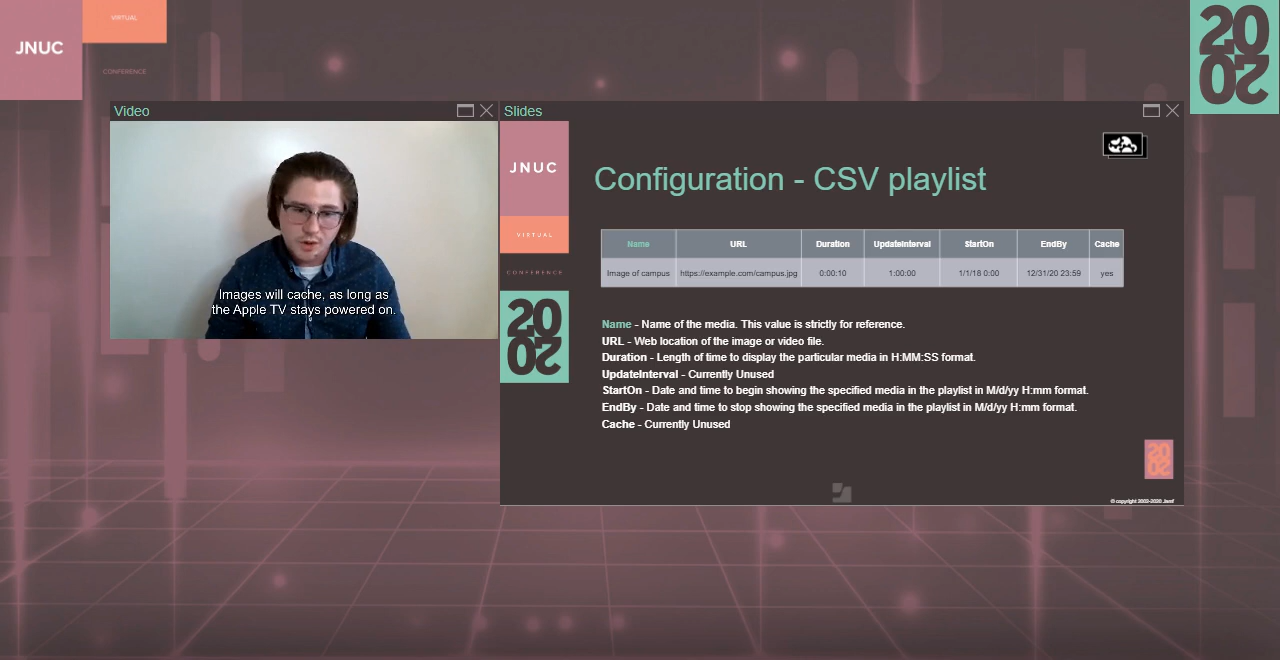 JNUC
VIRTUAL
CONFERENCE
2020
Video
Slides
Images will cache, as long as
the Apple TV stays powered on.
JNUC
VIRTUAL
CONFERENCE
2020
Configuration - CSV playlist
Name URL Duration UpdateInterval StartOn EndBy Cache
Image of campus https://example.com/campus.jpg 0:00:10 1:00:00 1/1/18 0:00 12/31/20 23:59 yes
Name - Name of the media. This value is strictly for reference.
URL - Web location of the image or video file.
Duration - Length of time to display the particular media in H:MM:SS format.
UpdateInterval - Currently Unused
StartOn - Date and time to begin showing the specified media in the playlist in M/d/yy H:mm format.
EndBy - Date and time to stop showing the specified media in the playlist in M/d/yy H:mm format.
Cache - Currently Unused
2020
© copyright 2002-2020 Jamf